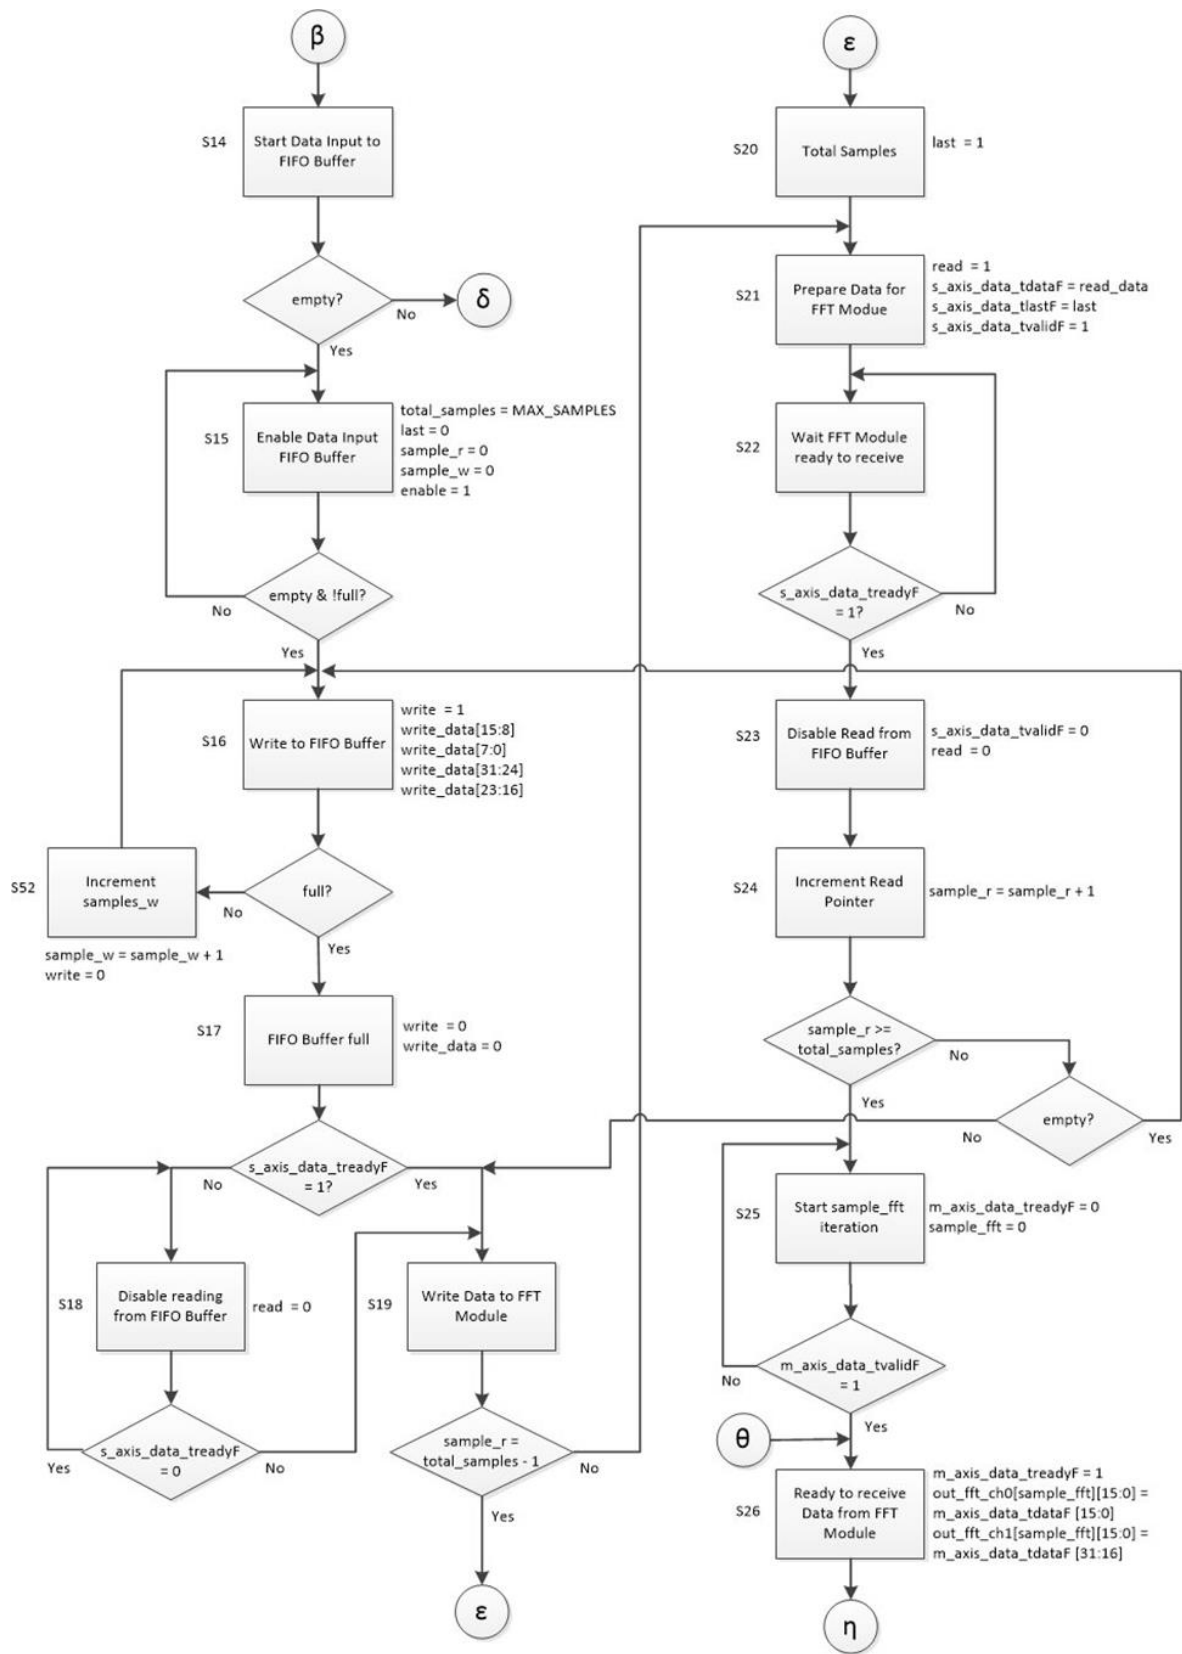 β
S14
Start Data Input to
FIFO Buffer
empty?
No
δ
Yes
S15
Enable Data Input
FIFO Buffer
total_samples = MAX_SAMPLES
last = 0
sample_r = 0
sample_w = 0
enable = 1
empty & !full?
No
Yes
S16
Write to FIFO Buffer
write = 1
write_data[15:8]
write_data[7:0]
write_data[31:24]
write_data[23:16]
S52
Increment
samples_w
sample_w = sample_w + 1
write = 0
full?
No
Yes
S17
FIFO Buffer full
write = 0
write_data = 0
s_axis_data_treadyF
= 1?
No
Yes
S18
Disable reading
from FIFO Buffer
read = 0
s_axis_data_treadyF
= 0
Yes
No
S19
Write Data to FFT
Module
sample_r =
total_samples - 1
No
Yes
ε
ε
S20
Total Samples
last = 1
S21
Prepare Data for
FFT Modue
read = 1
s_axis_data_tdataF = read_data
s_axis_data_tlastF = last
s_axis_data_tvalidF = 1
S22
Wait FFT Module
ready to receive
s_axis_data_treadyF
= 1?
No
Yes
S23
Disable Read from
FIFO Buffer
s_axis_data_tvalidF = 0
read = 0
S24
Increment Read
Pointer
sample_r = sample_r + 1
sample_r >=
total_samples?
No
Yes
empty?
No
Yes
S25
Start sample_fft
iteration
m_axis_data_treadyF = 0
sample_fft = 0
m_axis_data_tvalidF
= 1
No
Yes
θ
S26
Ready to receive
Data from FFT
Module
m_axis_data_treadyF = 1
out_fft_ch0[sample_fft][15:0] =
m_axis_data_tdataF [15:0]
out_fft_ch1[sample_fft][15:0] =
m_axis_data_tdataF [31:16]
η